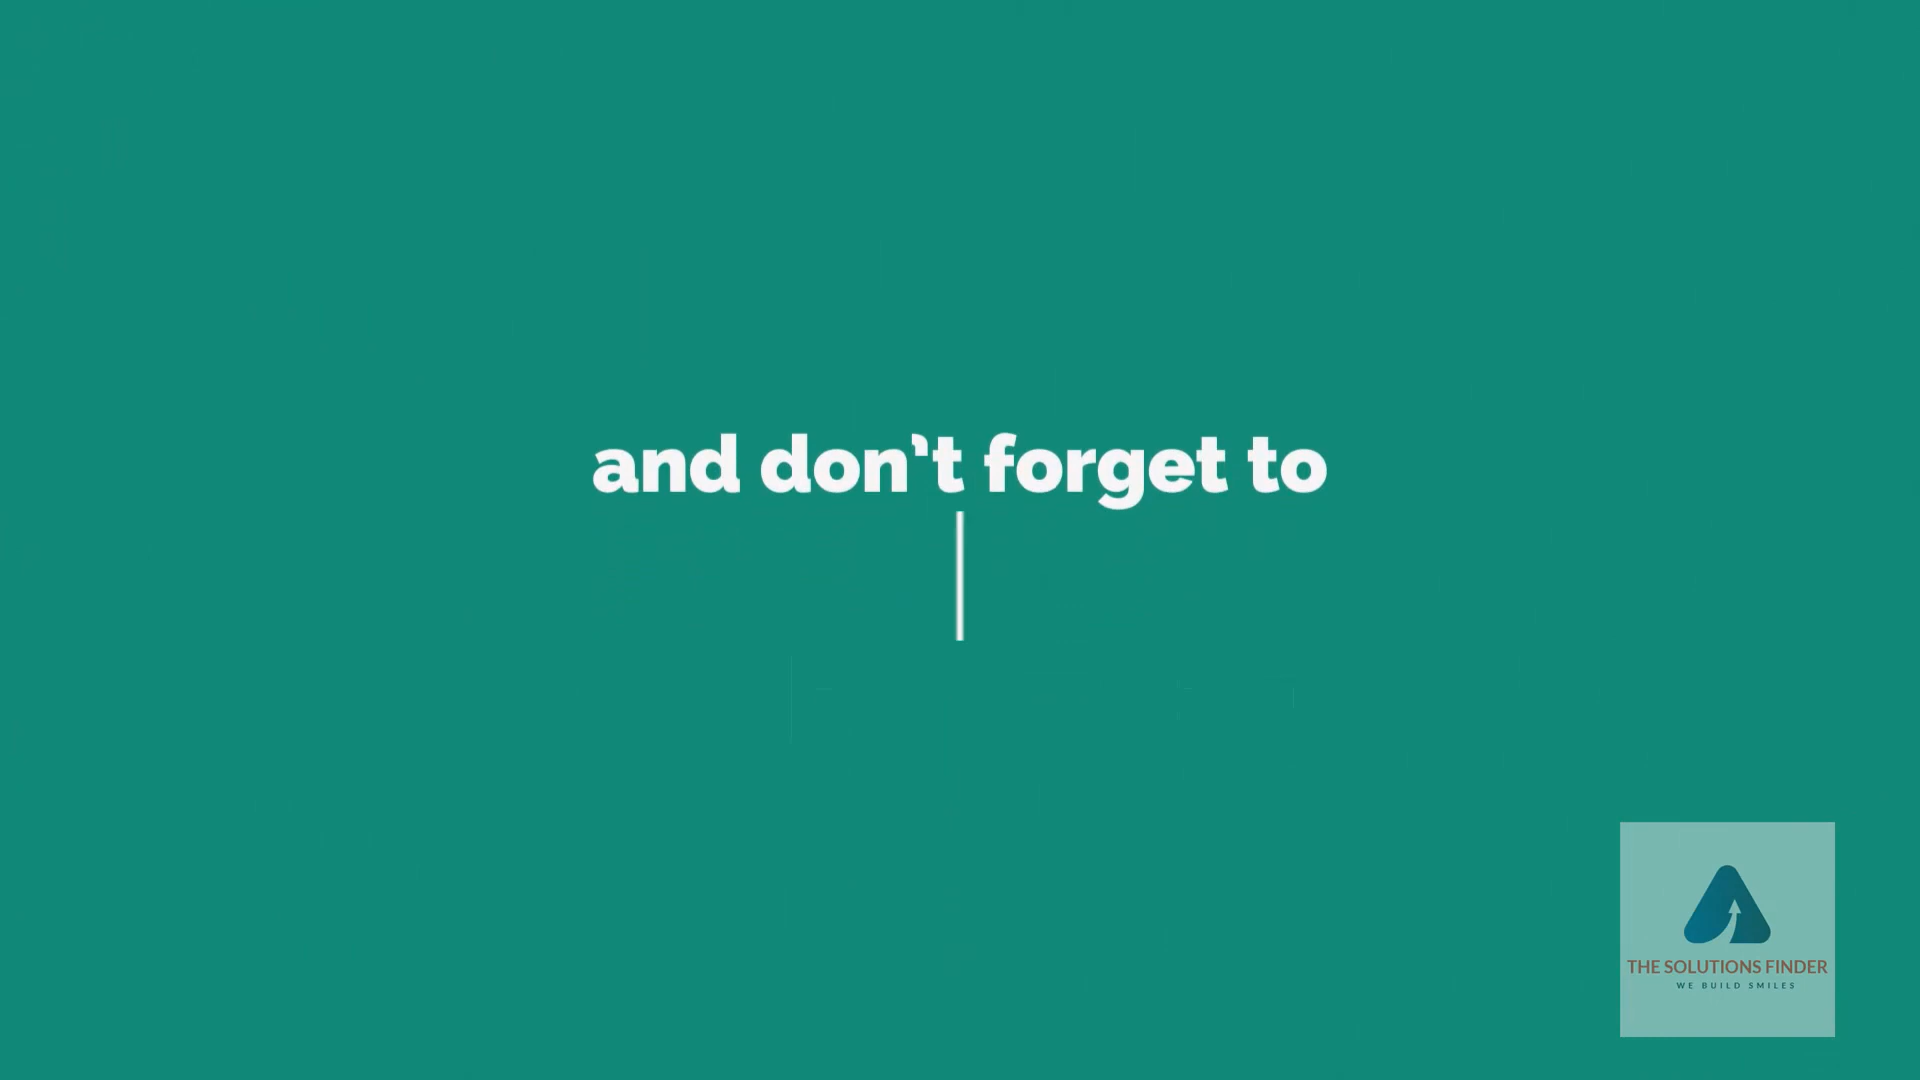 and don't forget to
THE SOLUTIONS FINDER
WE BUILD SMILES